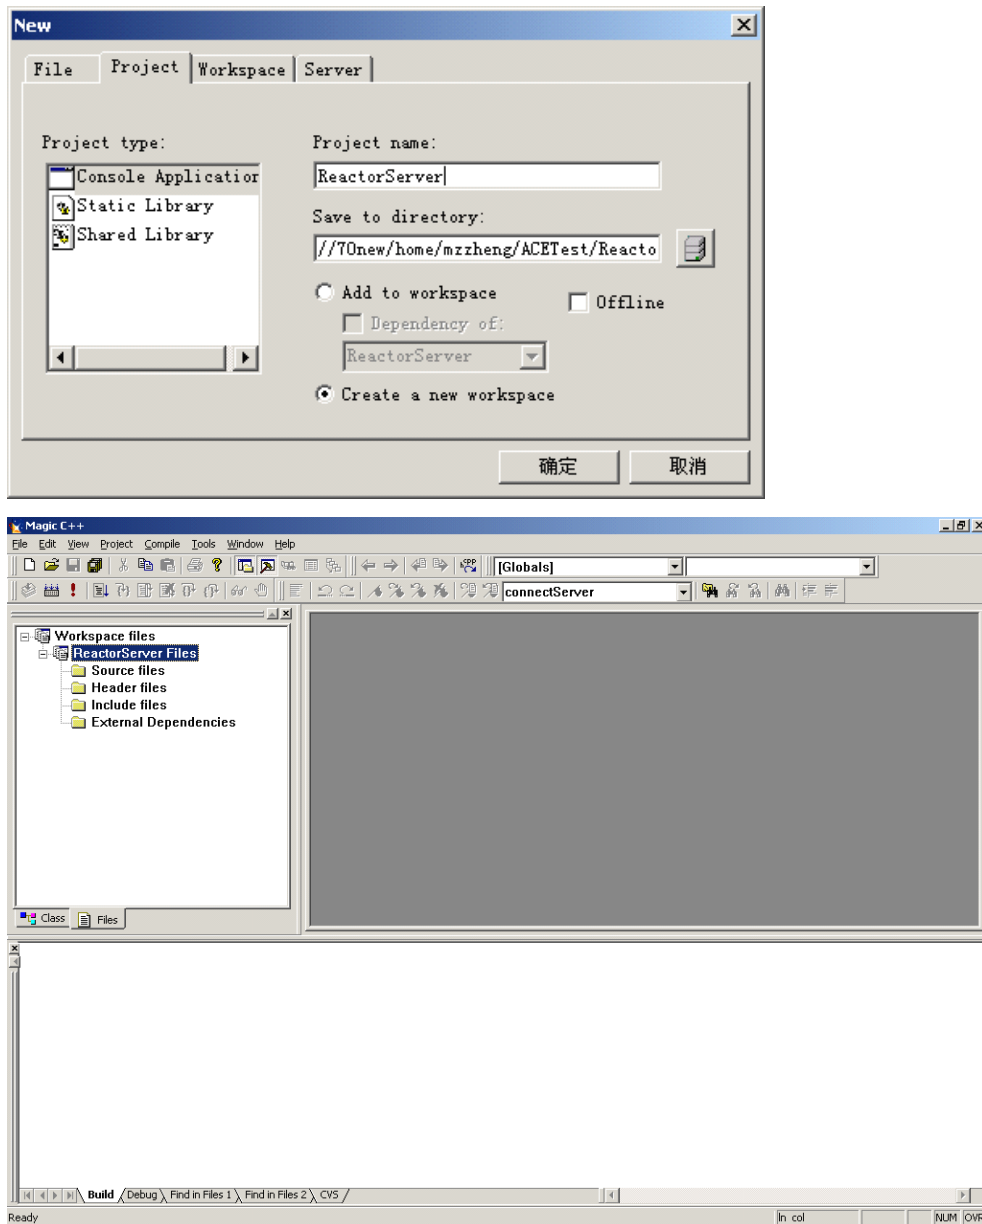 New
File Project Workspace Server
Project type:
Project name:
Console Application
ReactorServer
Static Library
Save to directory:
Shared Library
//70new/home/mzzheng/ACETest/Reacto
Add to workspace
Offline
Dependency of:
ReactorServer
Create a new workspace
确定 取消
Magic C++
File Edit View Project Compile Tools Window Help
[Globals]
connectServer
Workspace files
ReactorServer Files
Source files
Header files
Include files
External Dependencies
Class Files
Build Debug Find in Files 1 Find in Files 2 CVS
Ready
ln col
NUM OVR